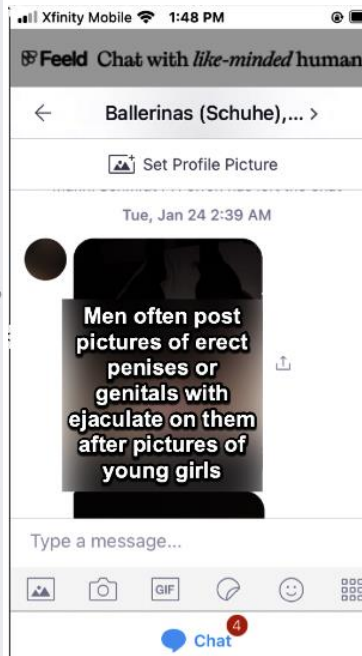 Xfinity Mobile 1:48 PM
Feeld Chat with like-minded human
Ballerinas (Schuhe),... >
Set Profile Picture
Tue, Jan 24 2:39 AM
Men often post
pictures of erect
penises or
genitals with
ejaculate on them
after pictures of
young girls
Type a message...
GIF
4
Chat